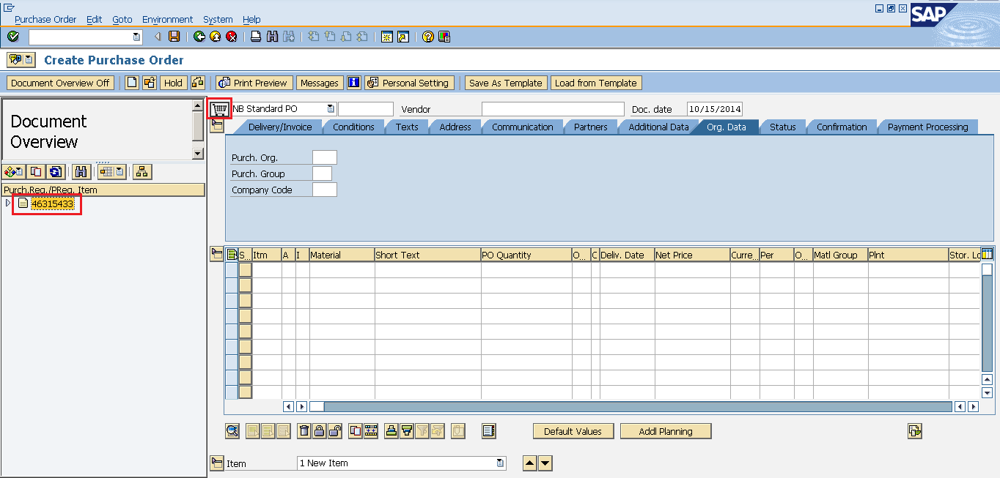 Purchase Order Edit Goto Environment System Help
SAP
Create Purchase Order
Document Overview Off Hold Print Preview Messages Personal Setting Save As Template Load from Template
Document
Overview
NB Standard PO Vendor Doc. date 10/15/2014
Delivery/Invoice Conditions Texts Address Communication Partners Additional Data Org. Data Status Confirmation Payment Processing
Purch. Org.
Purch. Group
Company Code
Purch.Req./PReq. Item
46315433
S... Itm A I Material Short Text PO Quantity O... C Deliv. Date Net Price Curre... Per O... Matl Group Plnt Stor. Lo
Default Values Addl Planning
Item 1 New Item